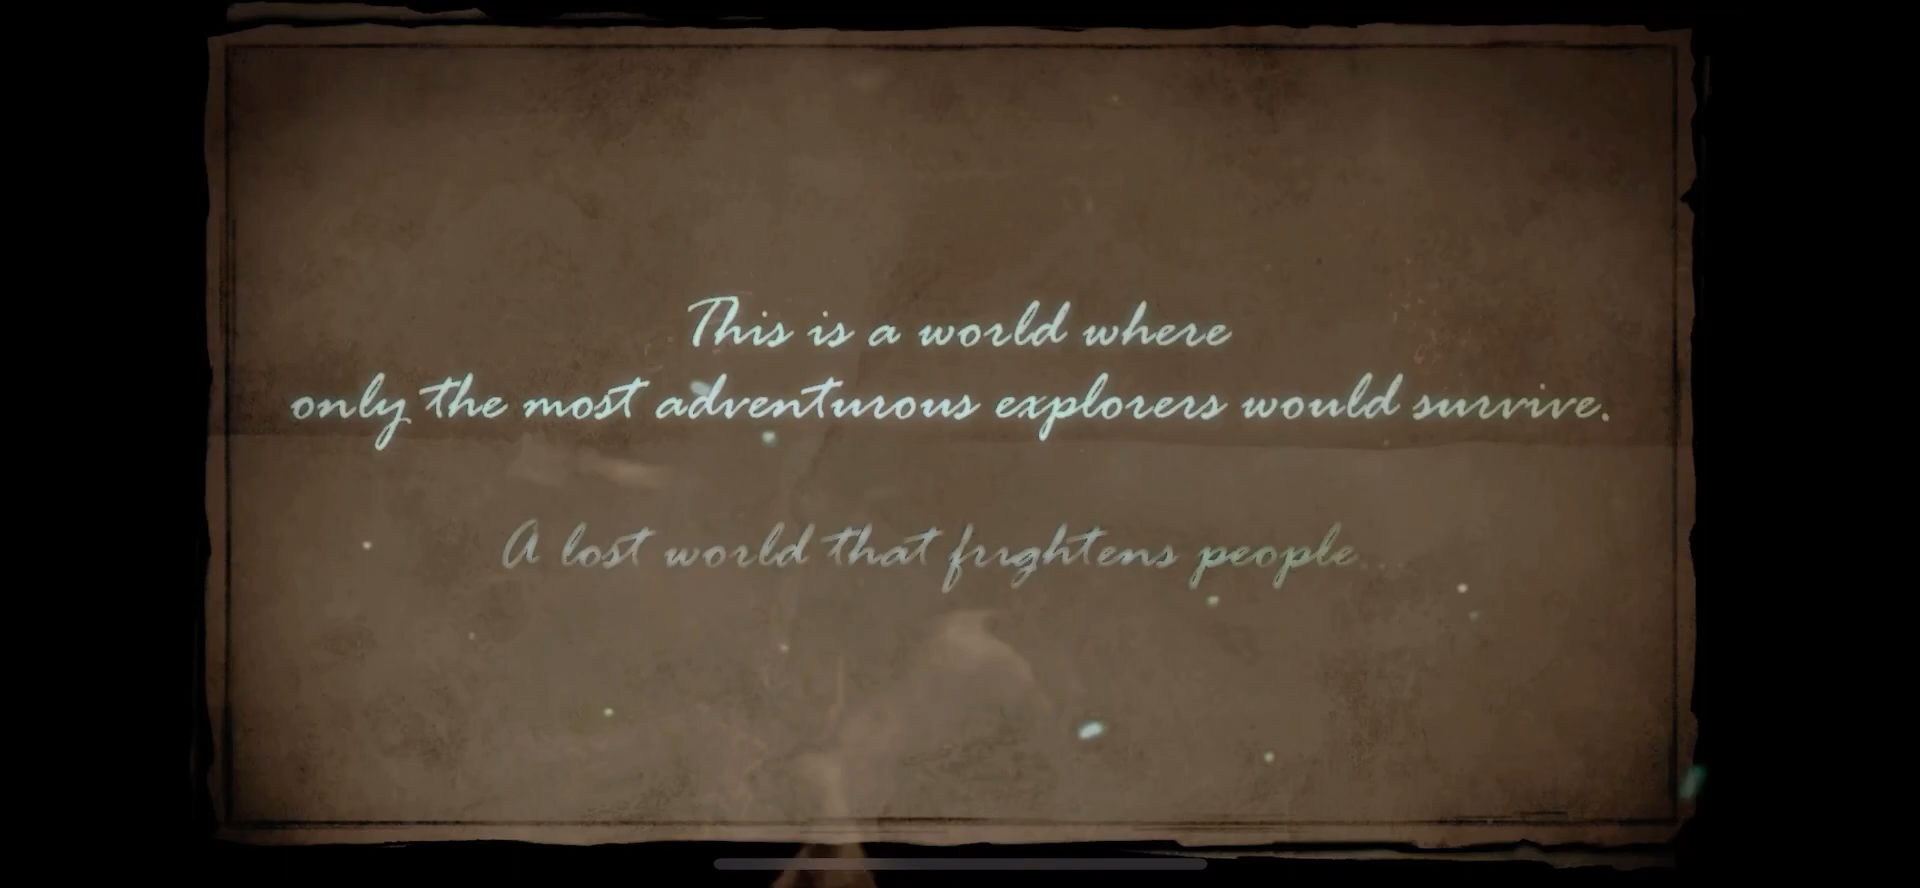 This is a world where
only the most adventurous explorers would survive.
A lost world that frightens people...